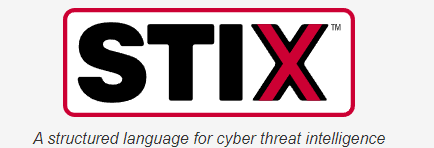 STIX™
A structured language for cyber threat intelligence